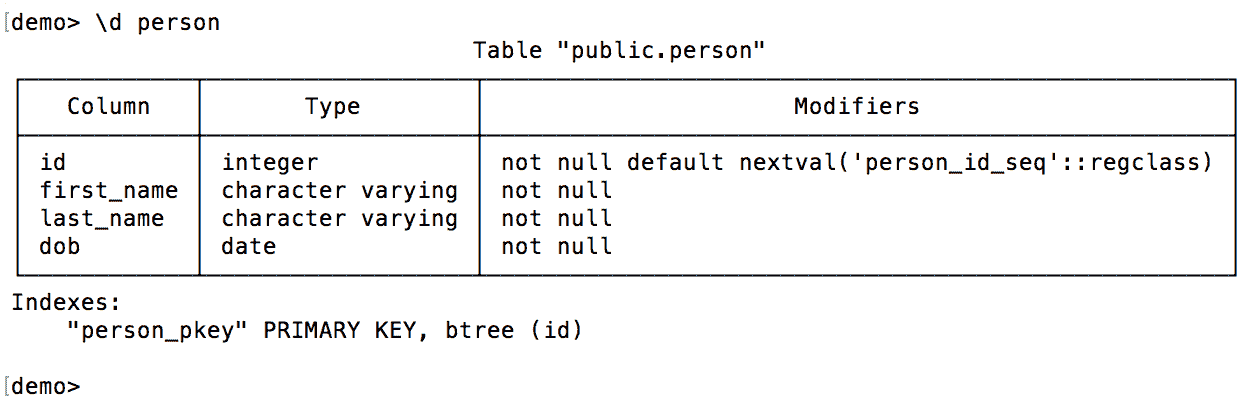 demo> \d person
Table "public.person"
Column Type Modifiers
id integer not null default nextval('person_id_seq'::regclass)
first_name character varying not null
last_name character varying not null
dob date not null
Indexes:
"person_pkey" PRIMARY KEY, btree (id)
demo>